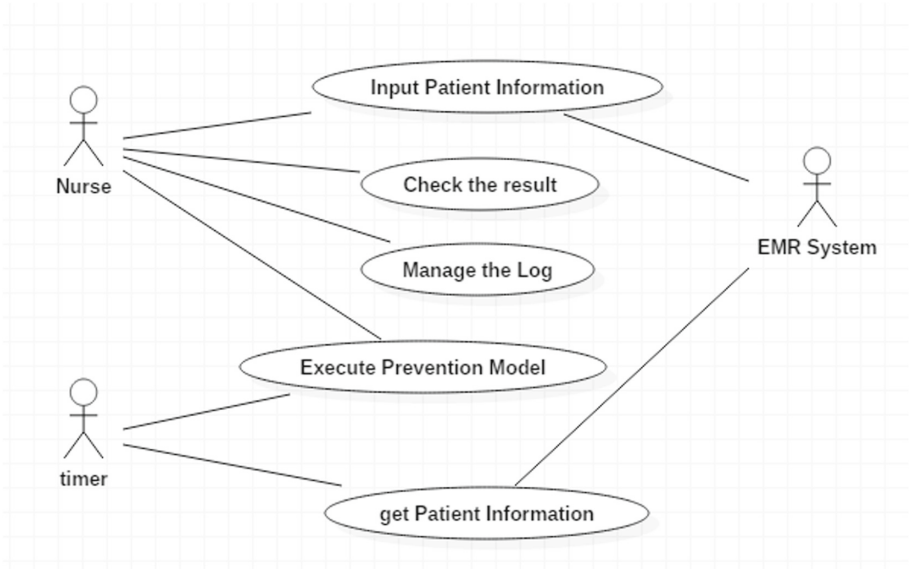 Input Patient Information
Nurse
Check the result
EMR System
Manage the Log
Execute Prevention Model
timer
get Patient Information